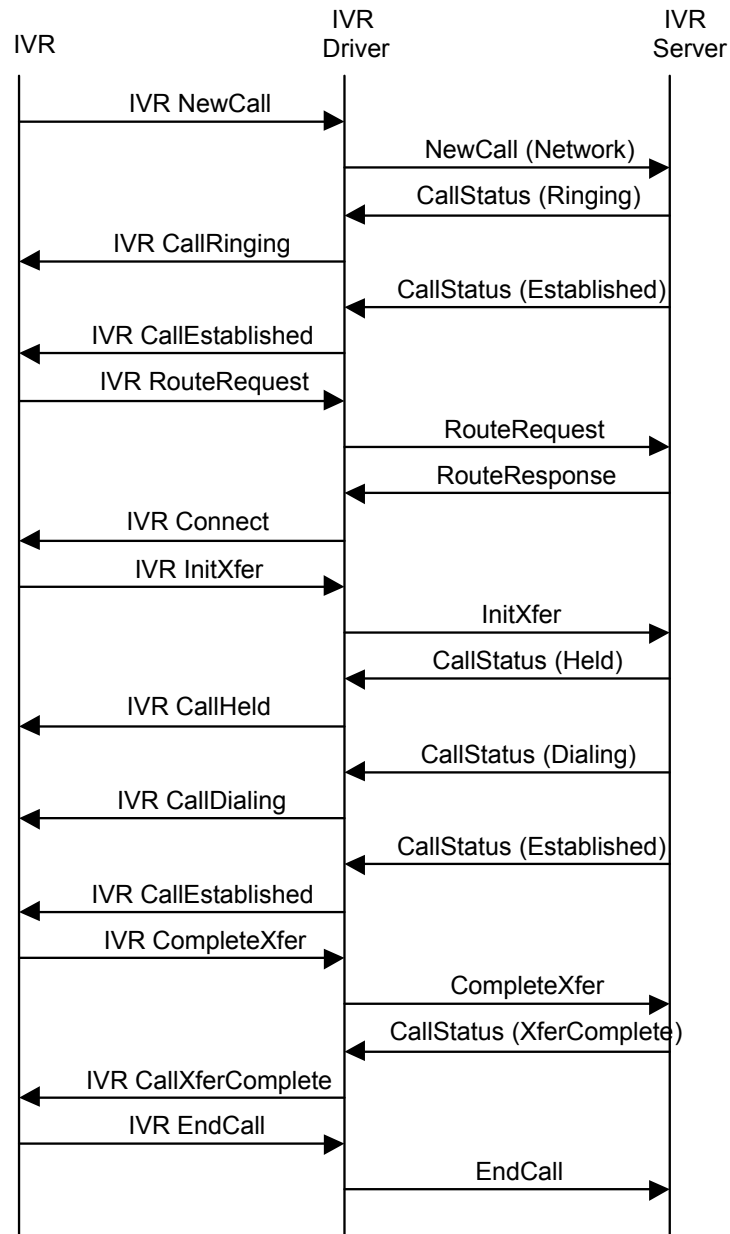 IVR
IVR
Driver
IVR
Server
IVR NewCall
NewCall (Network)
CallStatus (Ringing)
IVR CallRinging
CallStatus (Established)
IVR CallEstablished
IVR RouteRequest
RouteRequest
RouteResponse
IVR Connect
IVR InitXfer
InitXfer
CallStatus (Held)
IVR CallHeld
CallStatus (Dialing)
IVR CallDialing
CallStatus (Established)
IVR CallEstablished
IVR CompleteXfer
CompleteXfer
CallStatus (XferComplete)
IVR CallXferComplete
IVR EndCall
EndCall